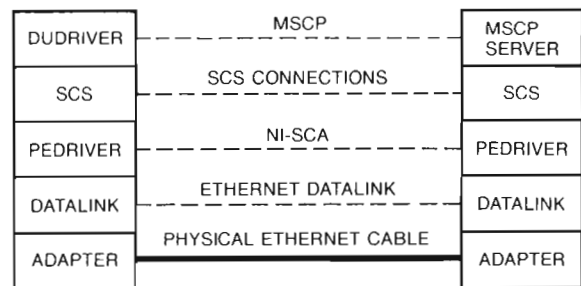 DUDRIVER
MSCP
MSCP
SERVER
SCS
SCS CONNECTIONS
SCS
PEDRIVER
NI-SCA
PEDRIVER
DATALINK
ETHERNET DATALINK
DATALINK
ADAPTER
PHYSICAL ETHERNET CABLE
ADAPTER